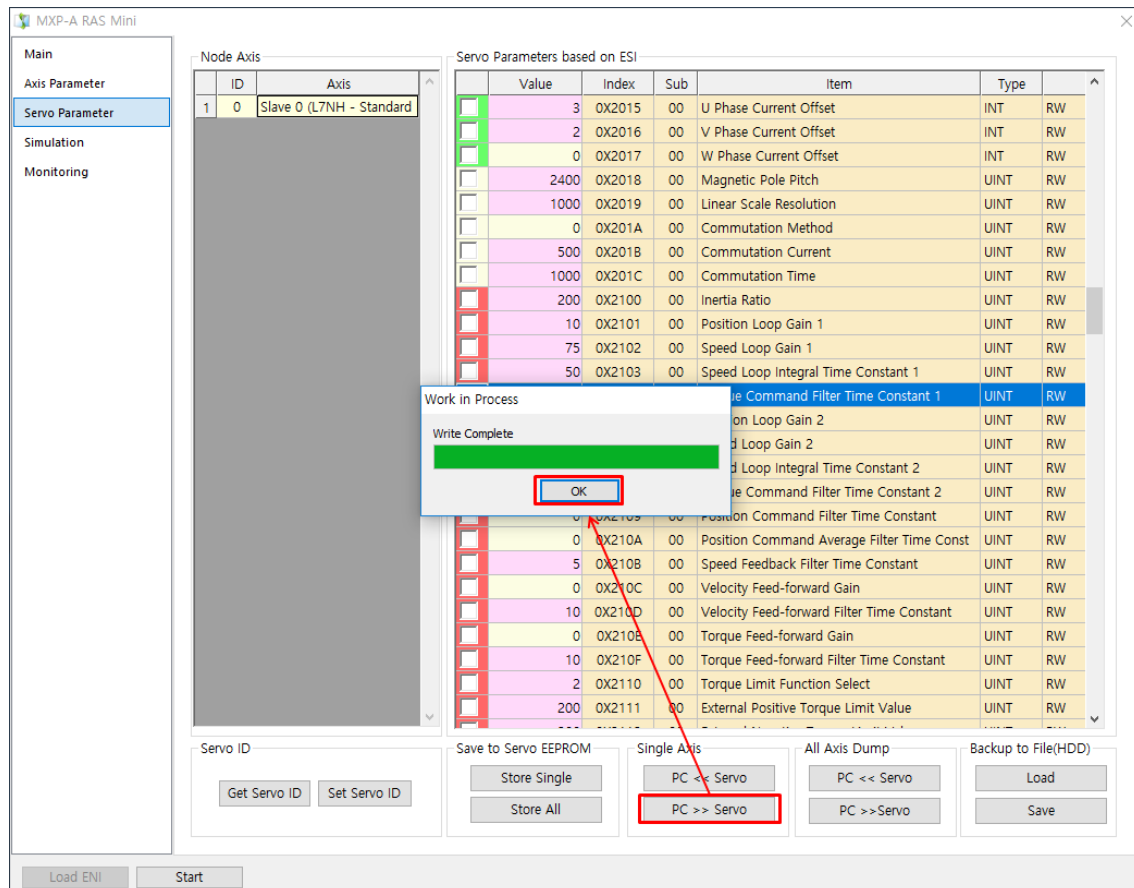 MXP-A RAS Mini
Main
Axis Parameter
Servo Parameter
Simulation
Monitoring
Node Axis
ID Axis
1 0 Slave 0 (L7NH - Standard
Servo Parameters based on ESI
Value Index Sub Item Type
3 0X2015 00 U Phase Current Offset INT RW
2 0X2016 00 V Phase Current Offset INT RW
0 0X2017 00 W Phase Current Offset INT RW
2400 0X2018 00 Magnetic Pole Pitch UINT RW
1000 0X2019 00 Linear Scale Resolution UINT RW
0 0X201A 00 Commutation Method UINT RW
500 0X201B 00 Commutation Current UINT RW
1000 0X201C 00 Commutation Time UINT RW
200 0X2100 00 Inertia Ratio UINT RW
10 0X2101 00 Position Loop Gain 1 UINT RW
75 0X2102 00 Speed Loop Gain 1 UINT RW
50 0X2103 00 Speed Loop Integral Time Constant 1 UINT RW
ue Command Filter Time Constant 1 UINT RW
on Loop Gain 2 UINT RW
d Loop Gain 2 UINT RW
d Loop Integral Time Constant 2 UINT RW
ue Command Filter Time Constant 2 UINT RW
0 0X2109 00 Position Command Filter Time Constant UINT RW
0 0X210A 00 Position Command Average Filter Time Const UINT RW
5 0X210B 00 Speed Feedback Filter Time Constant UINT RW
0 0X210C 00 Velocity Feed-forward Gain UINT RW
10 0X210D 00 Velocity Feed-forward Filter Time Constant UINT RW
0 0X210E 00 Torque Feed-forward Gain UINT RW
10 0X210F 00 Torque Feed-forward Filter Time Constant UINT RW
2 0X2110 00 Torque Limit Function Select UINT RW
200 0X2111 00 External Positive Torque Limit Value UINT RW
Work in Process
Write Complete
OK
Servo ID
Get Servo ID Set Servo ID
Save to Servo EEPROM
Store Single
Store All
Single Axis
PC << Servo
PC >> Servo
All Axis Dump
PC << Servo
PC >>Servo
Backup to File(HDD)
Load
Save
Load ENI Start